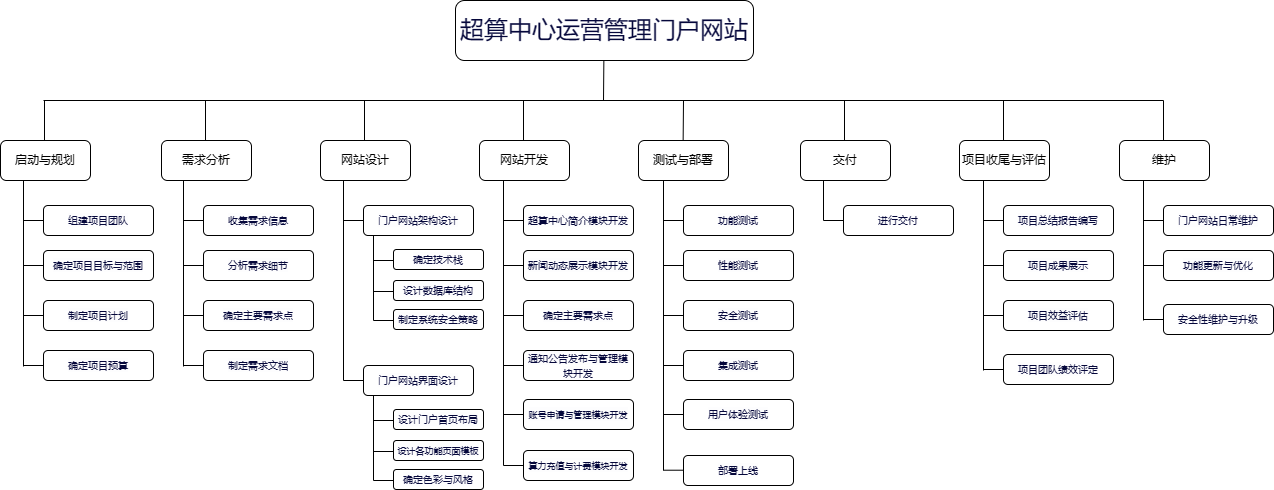 超算中心运营管理门户网站
启动与规划
组建项目团队
确定项目目标与范围
制定项目计划
确定项目预算
需求分析
收集需求信息
分析需求细节
确定主要需求点
制定需求文档
网站设计
门户网站架构设计
确定技术栈
设计数据库结构
制定系统安全策略
门户网站界面设计
设计门户首页布局
设计各功能页面模板
确定色彩与风格
网站开发
超算中心简介模块开发
新闻动态展示模块开发
确定主要需求点
通知公告发布与管理模
块开发
账号申请与管理模块开发
算力充值与计费模块开发
测试与部署
功能测试
性能测试
安全测试
集成测试
用户体验测试
部署上线
交付
进行交付
项目收尾与评估
项目总结报告编写
项目成果展示
项目效益评估
项目团队绩效评定
维护
门户网站日常维护
功能更新与优化
安全性维护与升级